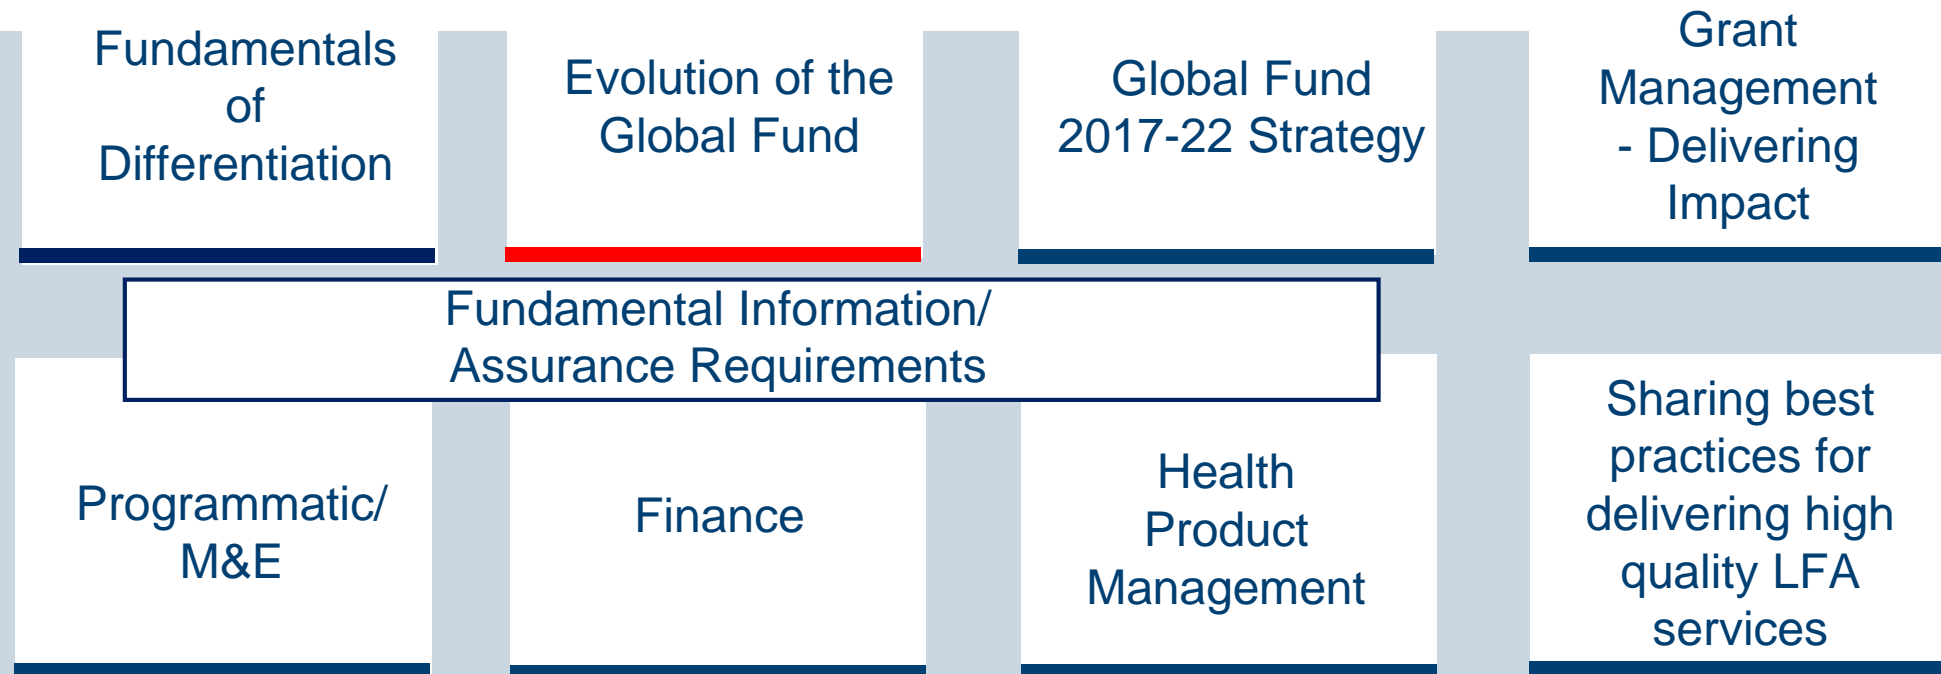 Fundamentals
of
Differentiation
Evolution of the
Global Fund
Global Fund
2017-22 Strategy
Grant
Management
- Delivering
Impact
Fundamental Information/
Assurance Requirements
Programmatic/
M&E
Finance
Health
Product
Management
Sharing best
practices for
delivering high
quality LFA
services